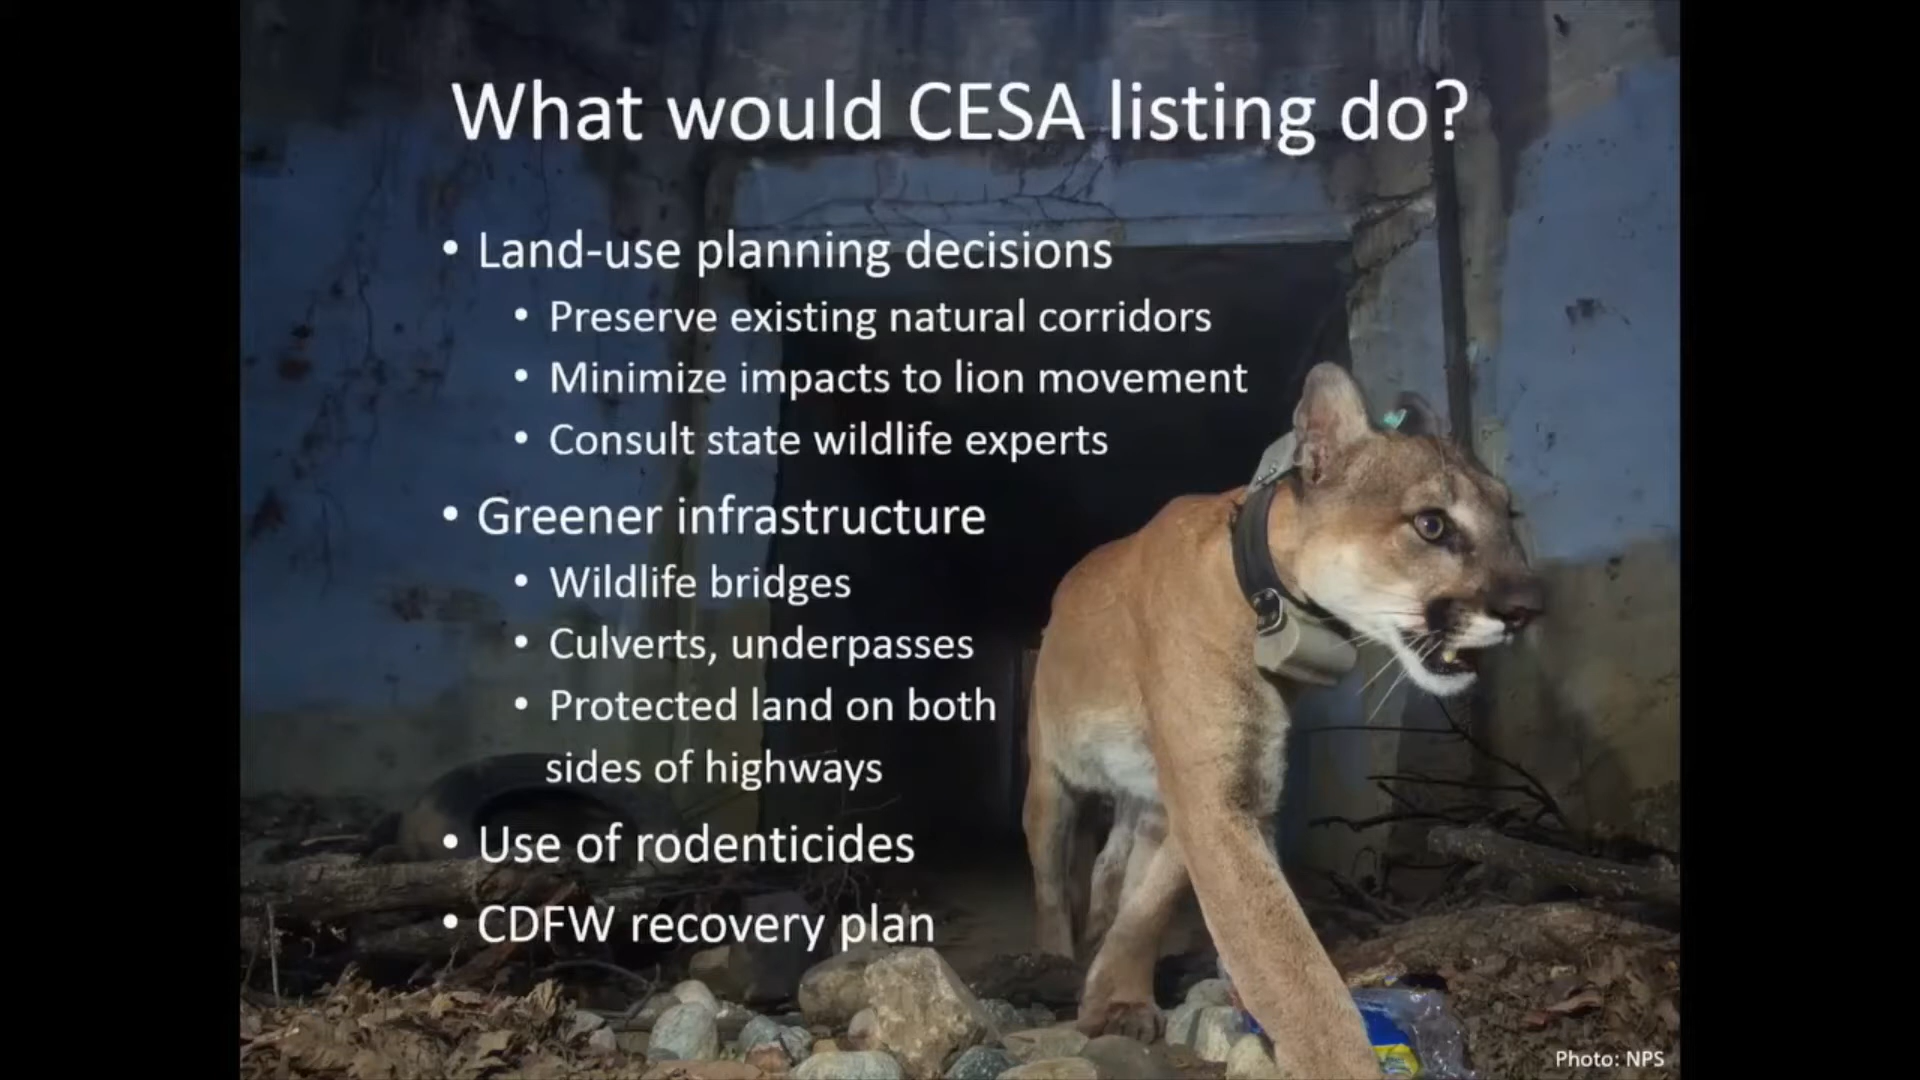 What would CESA listing do?
• Land-use planning decisions
• Preserve existing natural corridors
• Minimize impacts to lion movement
• Consult state wildlife experts
• Greener infrastructure
• Wildlife bridges
• Culverts, underpasses
• Protected land on both
sides of highways
• Use of rodenticides
• CDFW recovery plan
Photo: NPS